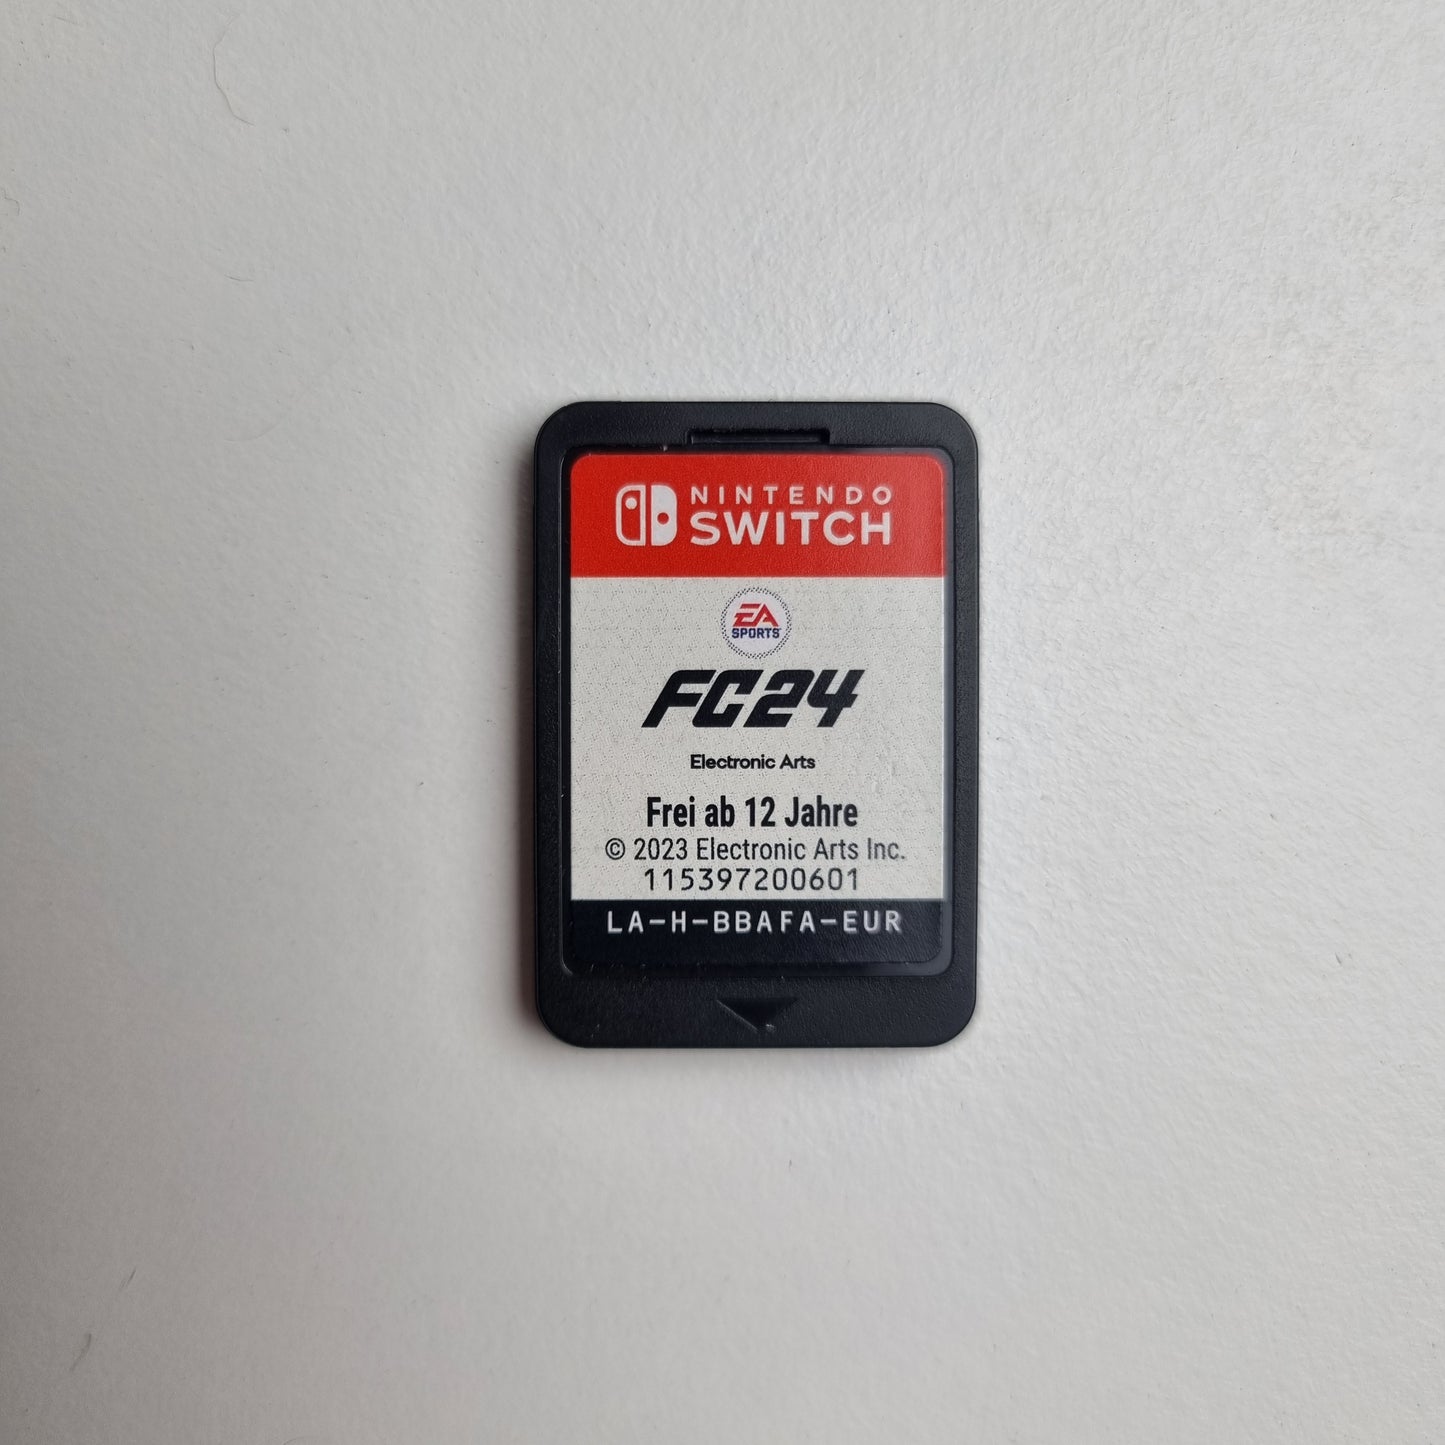 NINTENDO
SWITCH
EA
SPORTS
FC24
Electronic Arts
Frei ab 12 Jahre
© 2023 Electronic Arts Inc.
115397200601
LA-H-BBAFA-EUR